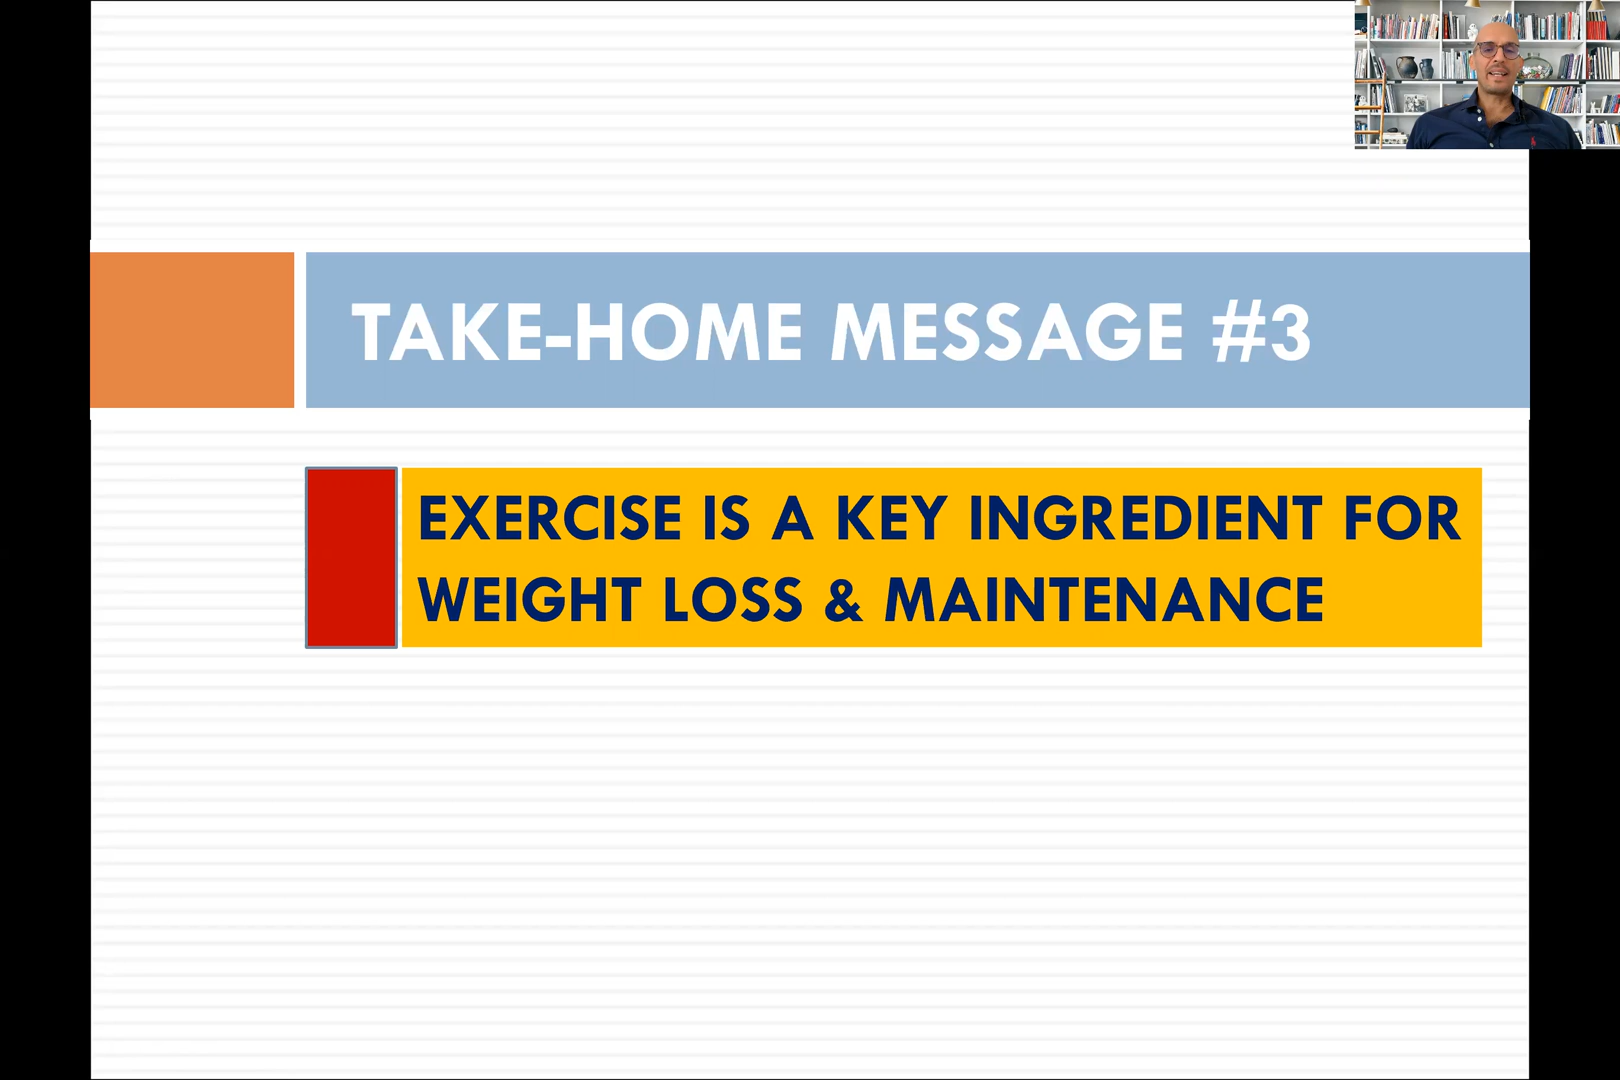 TAKE-HOME MESSAGE #3
EXERCISE IS A KEY INGREDIENT FOR
WEIGHT LOSS & MAINTENANCE